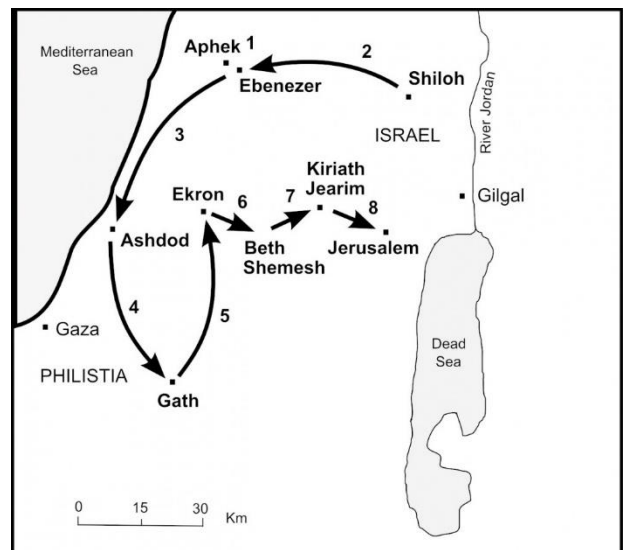 Mediterranean
Sea
Aphek
1
2
Ebenezer
Shiloh
River Jordan
3
ISRAEL
Kiriath
Jearim
Ekron
6
7
8
Gilgal
Ashdod
Beth
Shemesh
Jerusalem
4
5
Gaza
Dead
Sea
PHILISTIA
Gath
0 15 30
Km